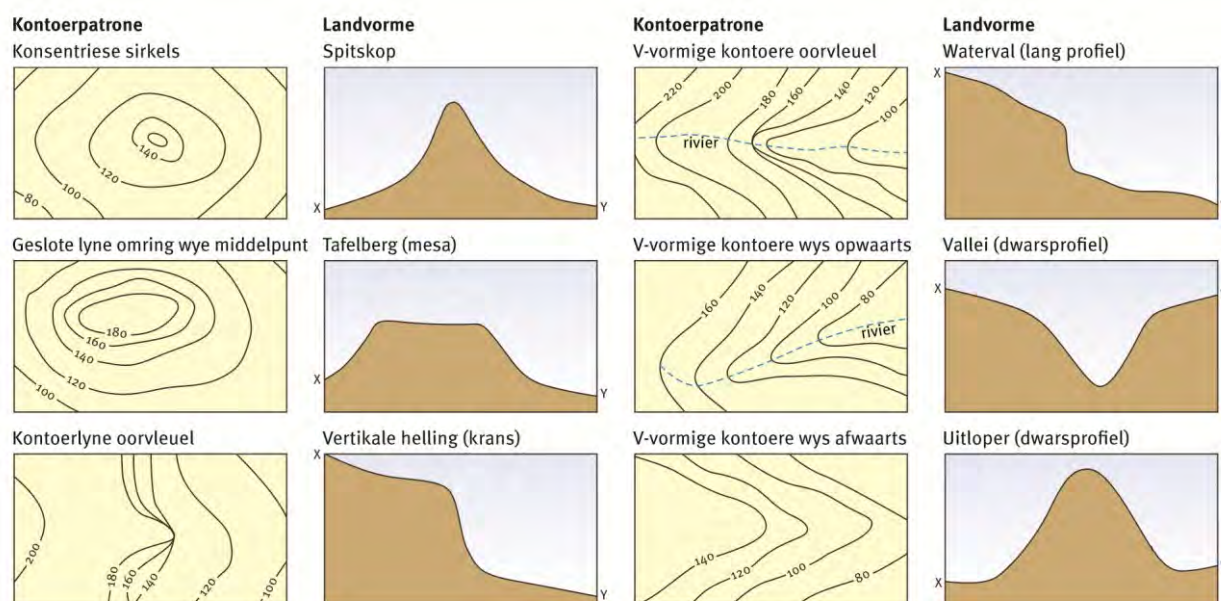 Kontoerpatrone
Landvorme
Kontoerpatrone
Landvorme
Konsentriese sirkels
Spitskop
V-vormige kontoere oorvleuel
Waterval (lang profiel)
140
120
100
80
X
Y
220
200
180
160
140
120
100
rivier
X
Geslote lyne omring wye middelpunt
Tafelberg (mesa)
V-vormige kontoere wys opwaarts
Vallei (dwarsprofiel)
180
160
140
120
100
X
Y
160
140
120
100
80
rivier
X
Kontoerlyne oorvleuel
Vertikale helling (krans)
V-vormige kontoere wys afwaarts
Uitloper (dwarsprofiel)
200
180
160
140
120
100
X
Y
140
120
100
80
X